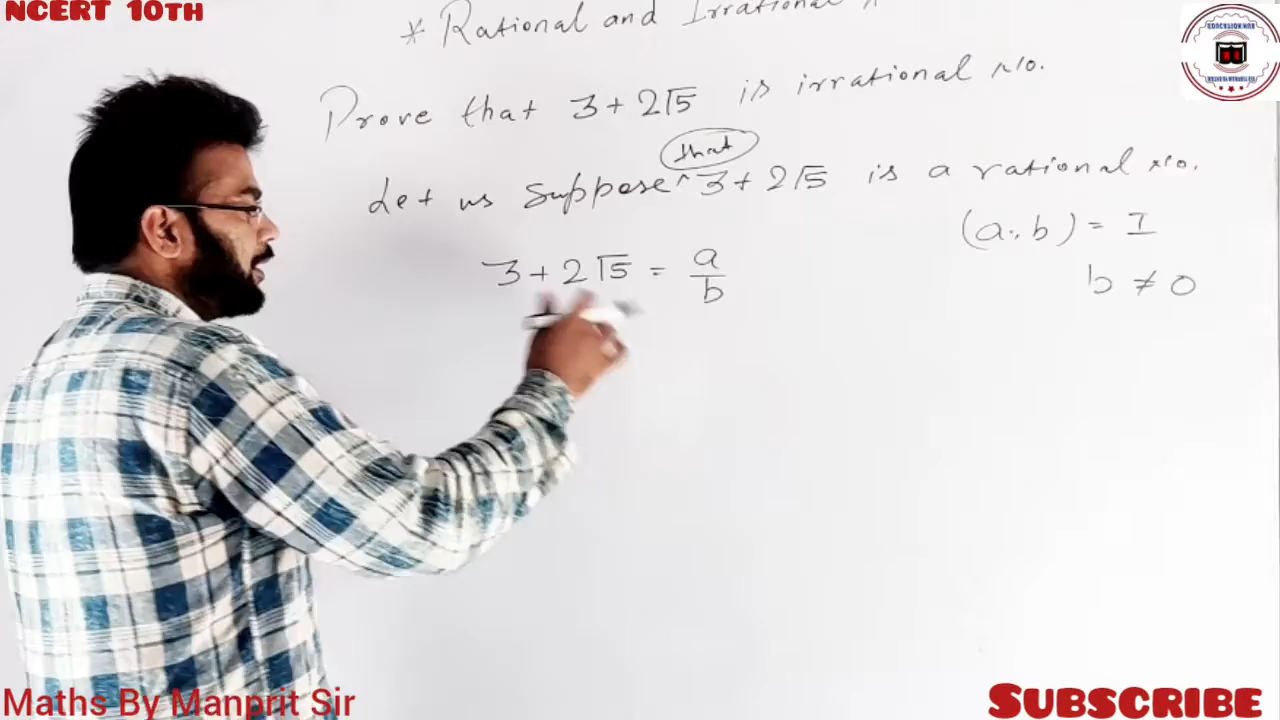 NCERT 10TH
* Rational and Irrational
Prove that 3 + 2√5 is irrational no.
that
Let us suppose ^ 3 + 2√5 is a rational no.
(a, b) = I
3 + 2√5 = a/b
b ≠ 0
Maths By Manprit Sir
SUBSCRIBE